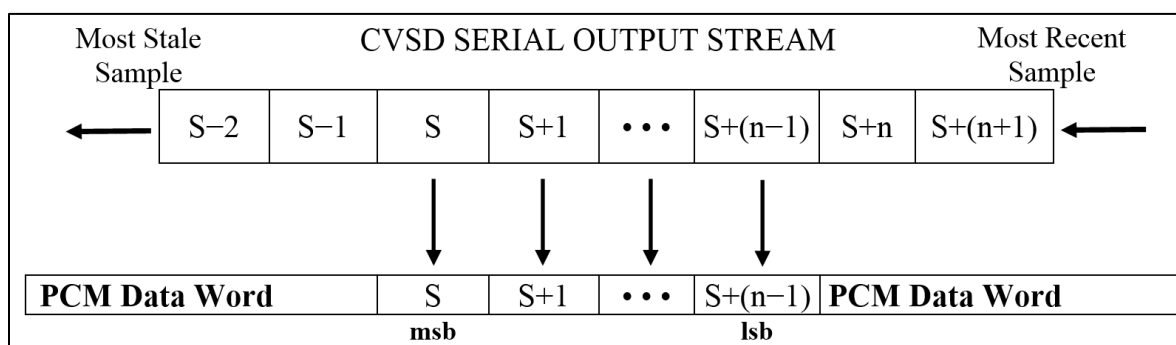 Most Stale Sample
CVSD SERIAL OUTPUT STREAM
Most Recent Sample
S−2 S−1 S S+1 ••• S+(n−1) S+n S+(n+1)
PCM Data Word S S+1 ••• S+(n−1) PCM Data Word
msb lsb